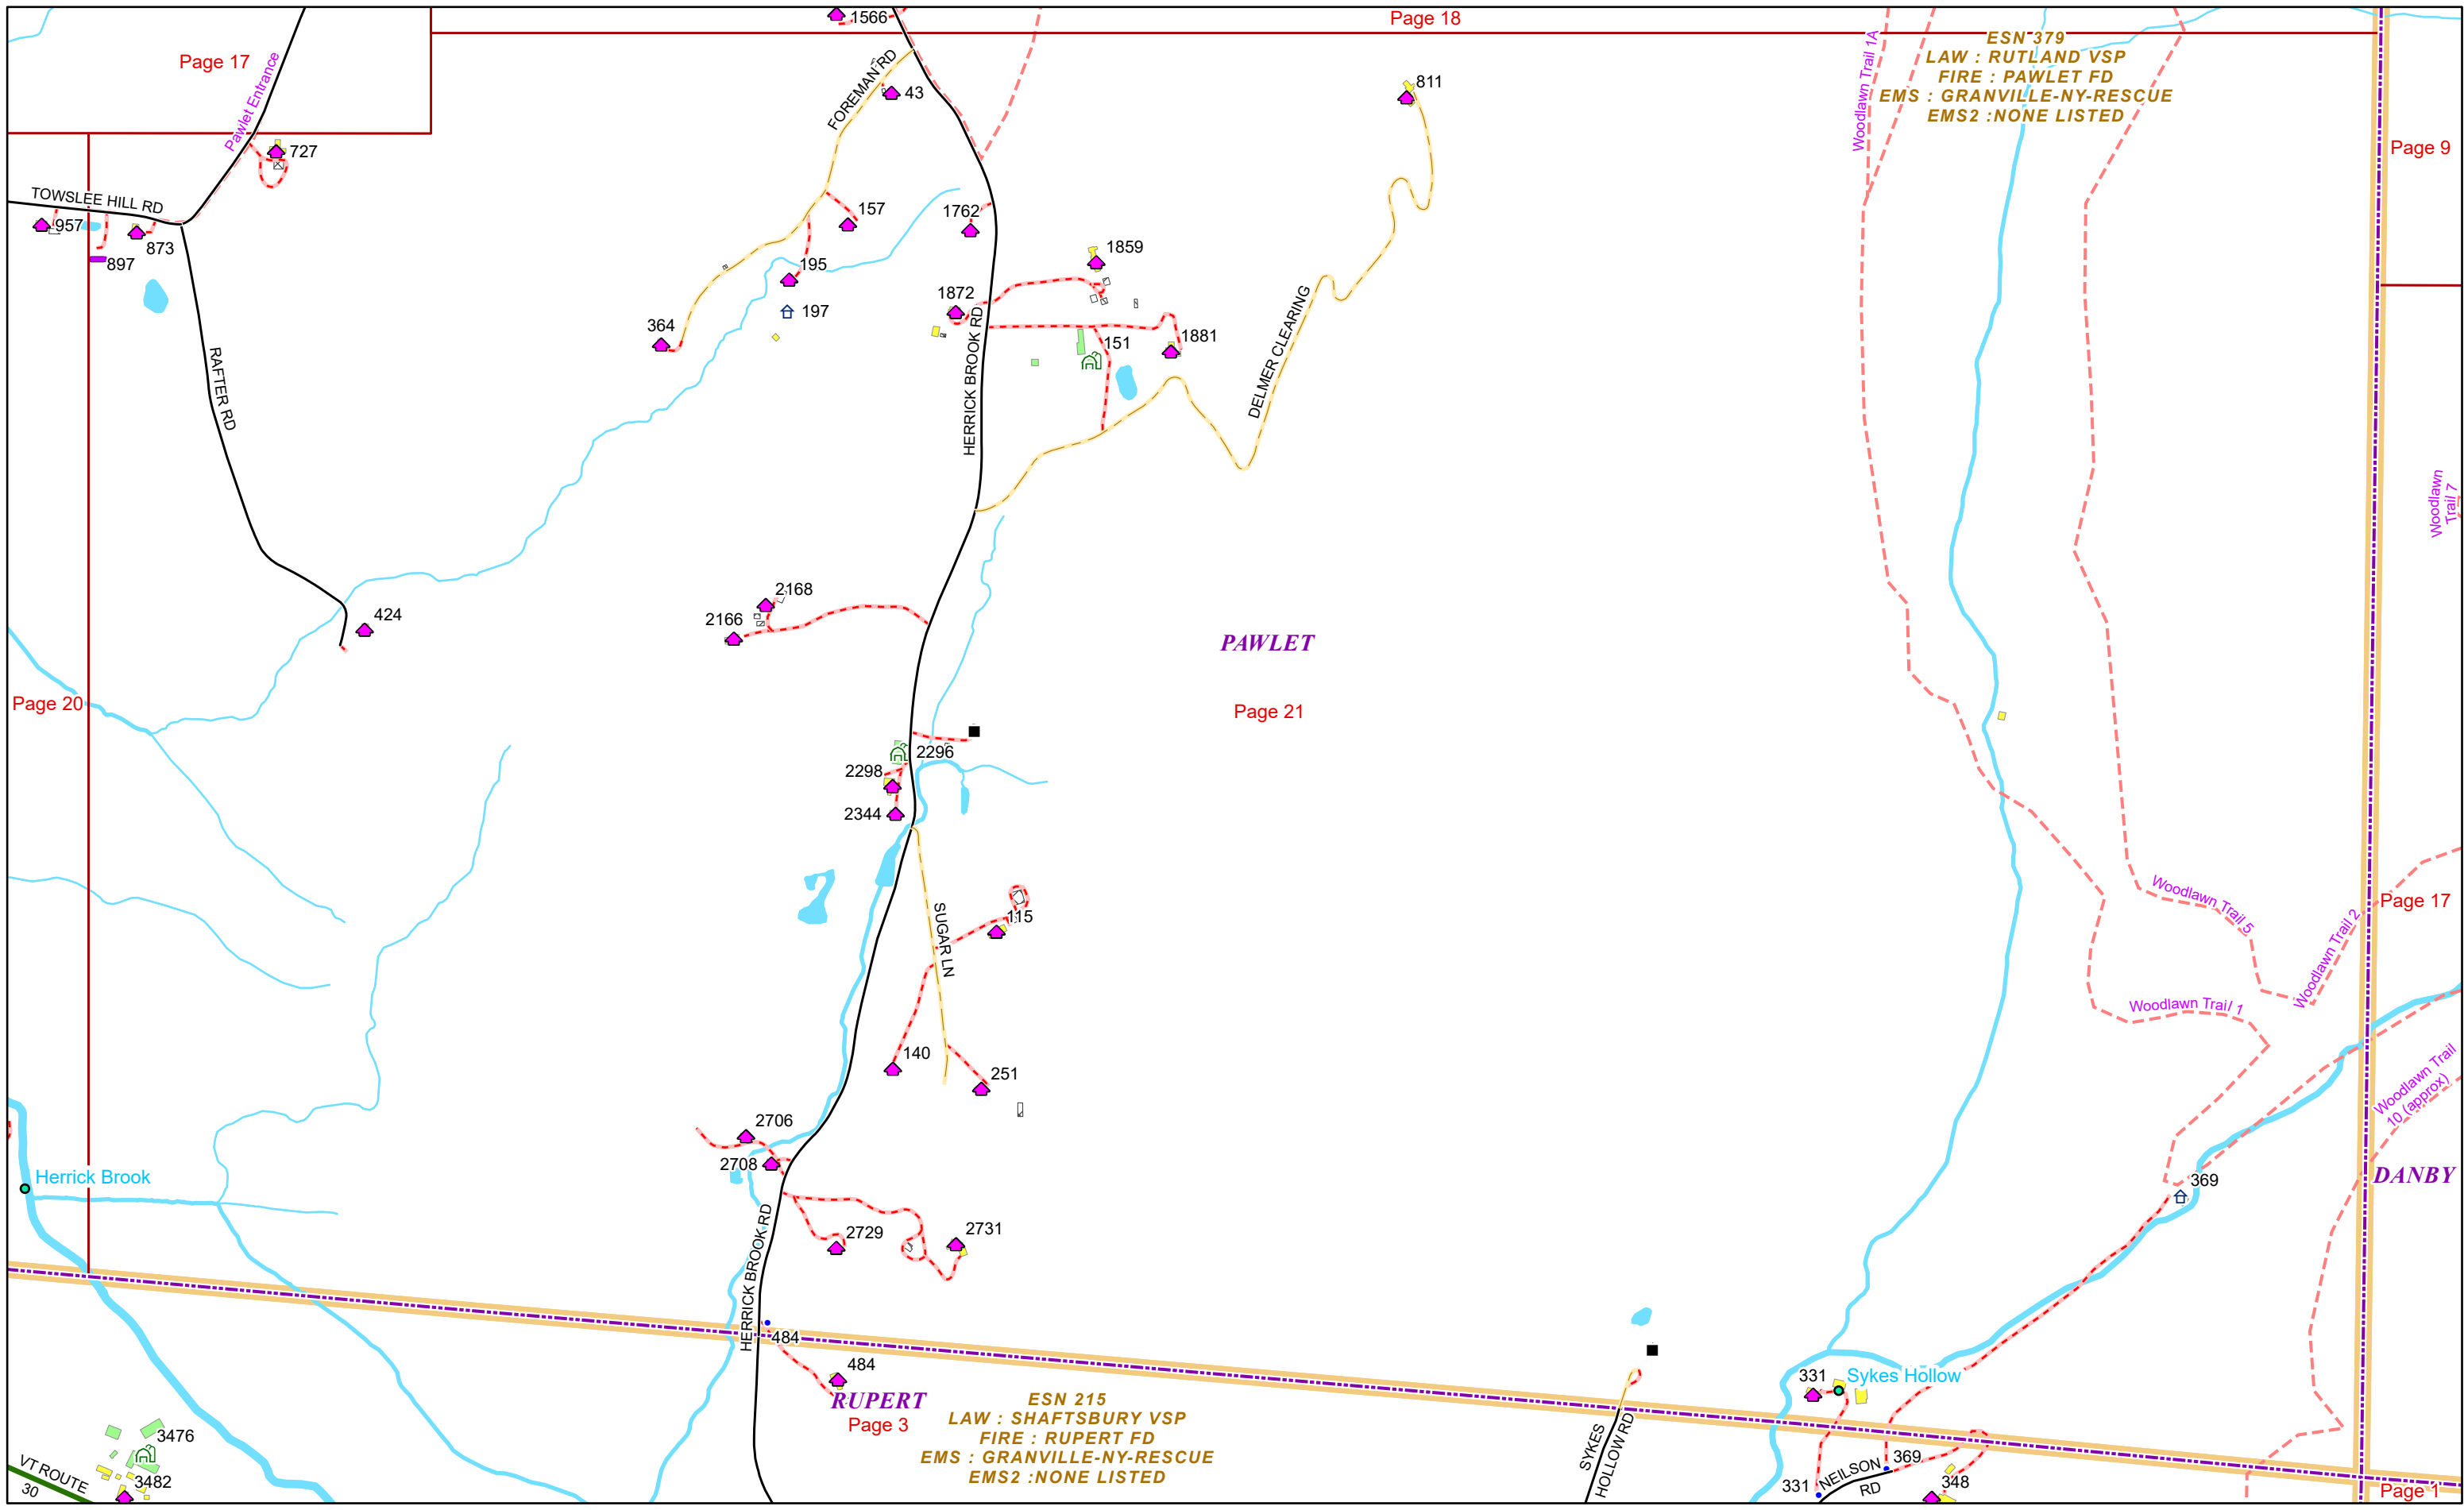 1566
Page 18
Page 17
Pawlet Entrance
FOREMAN RD
43
811
Woodlawn Trail 1A
ESN 379
LAW : RUTLAND VSP
FIRE : PAWLET FD
EMS : GRANVILLE-NY-RESCUE
EMS2 :NONE LISTED
Page 9
727
TOWSLEE HILL RD
957
873
897
157
1762
195
197
1859
1872
364
151
1881
HERRICK BROOK RD
DELMER CLEARING
RAFTER RD
Woodlawn
Trail 7
424
2168
2166
PAWLET
Page 20
Page 21
2296
2298
2344
SUGAR LN
115
Woodlawn Trail 5
Woodlawn Trail 2
Page 17
Woodlawn Trail 1
140
251
Woodlawn Trail
10 (approx)
2706
2708
Herrick Brook
369
DANBY
2729
2731
HERRICK BROOK RD
484
484
RUPERT
Page 3
ESN 215
LAW : SHAFTSBURY VSP
FIRE : RUPERT FD
EMS : GRANVILLE-NY-RESCUE
EMS2 :NONE LISTED
331
Sykes Hollow
SYKES
HOLLOW RD
3476
3482
VT ROUTE
30
331
NEILSON
RD
369
348
Page 1